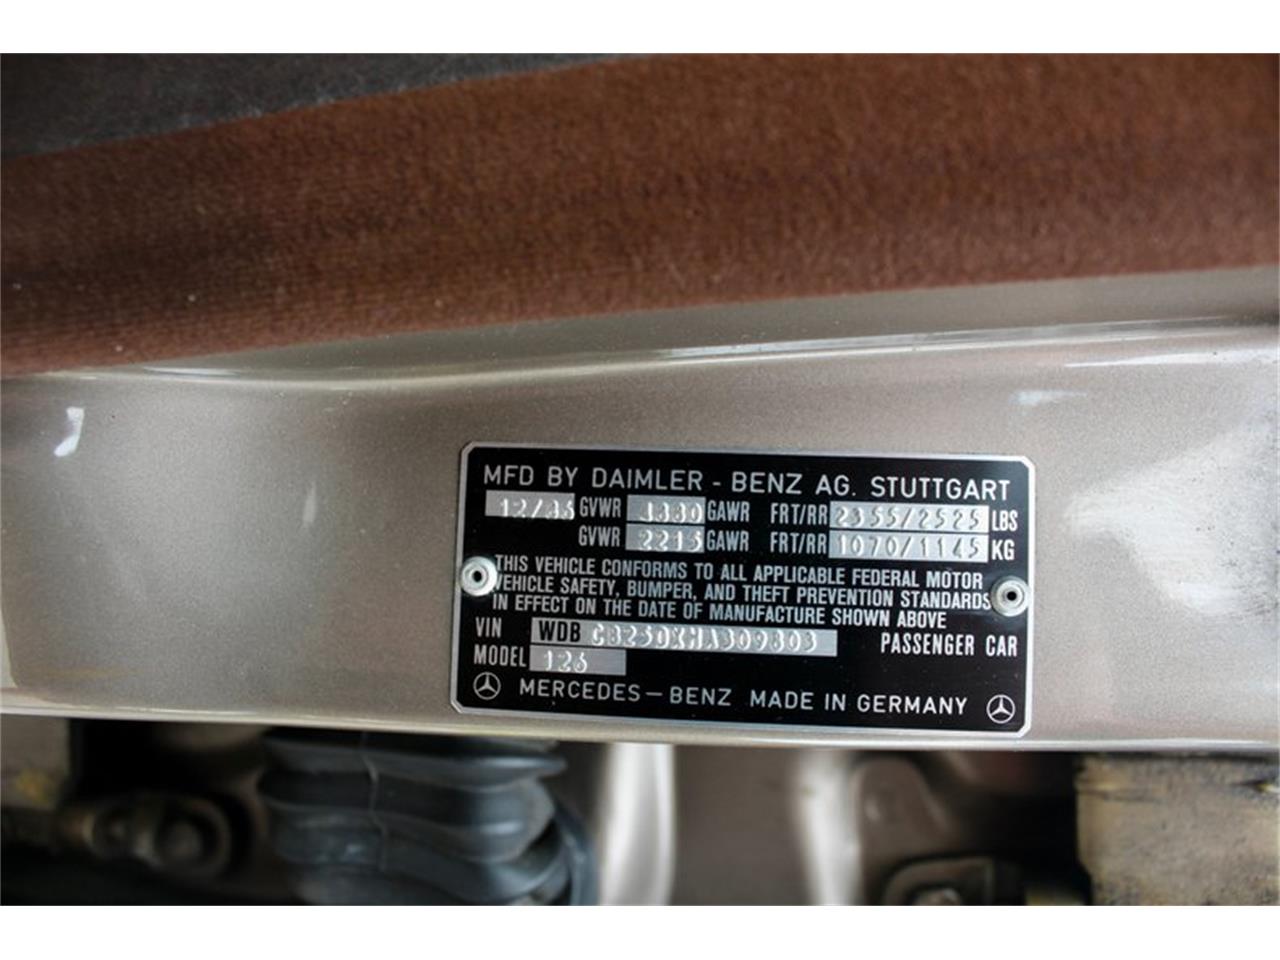 MFD BY DAIMLER - BENZ AG. STUTTGART
12/86 GVWR 4880 GAWR FRT/RR 2355/2525 LBS
GVWR 2215 GAWR FRT/RR 1070/1145 KG
THIS VEHICLE CONFORMS TO ALL APPLICABLE FEDERAL MOTOR
VEHICLE SAFETY, BUMPER, AND THEFT PREVENTION STANDARDS
IN EFFECT ON THE DATE OF MANUFACTURE SHOWN ABOVE
VIN WDB CB25DXHA309803 PASSENGER CAR
MODEL 126
MERCEDES-BENZ MADE IN GERMANY